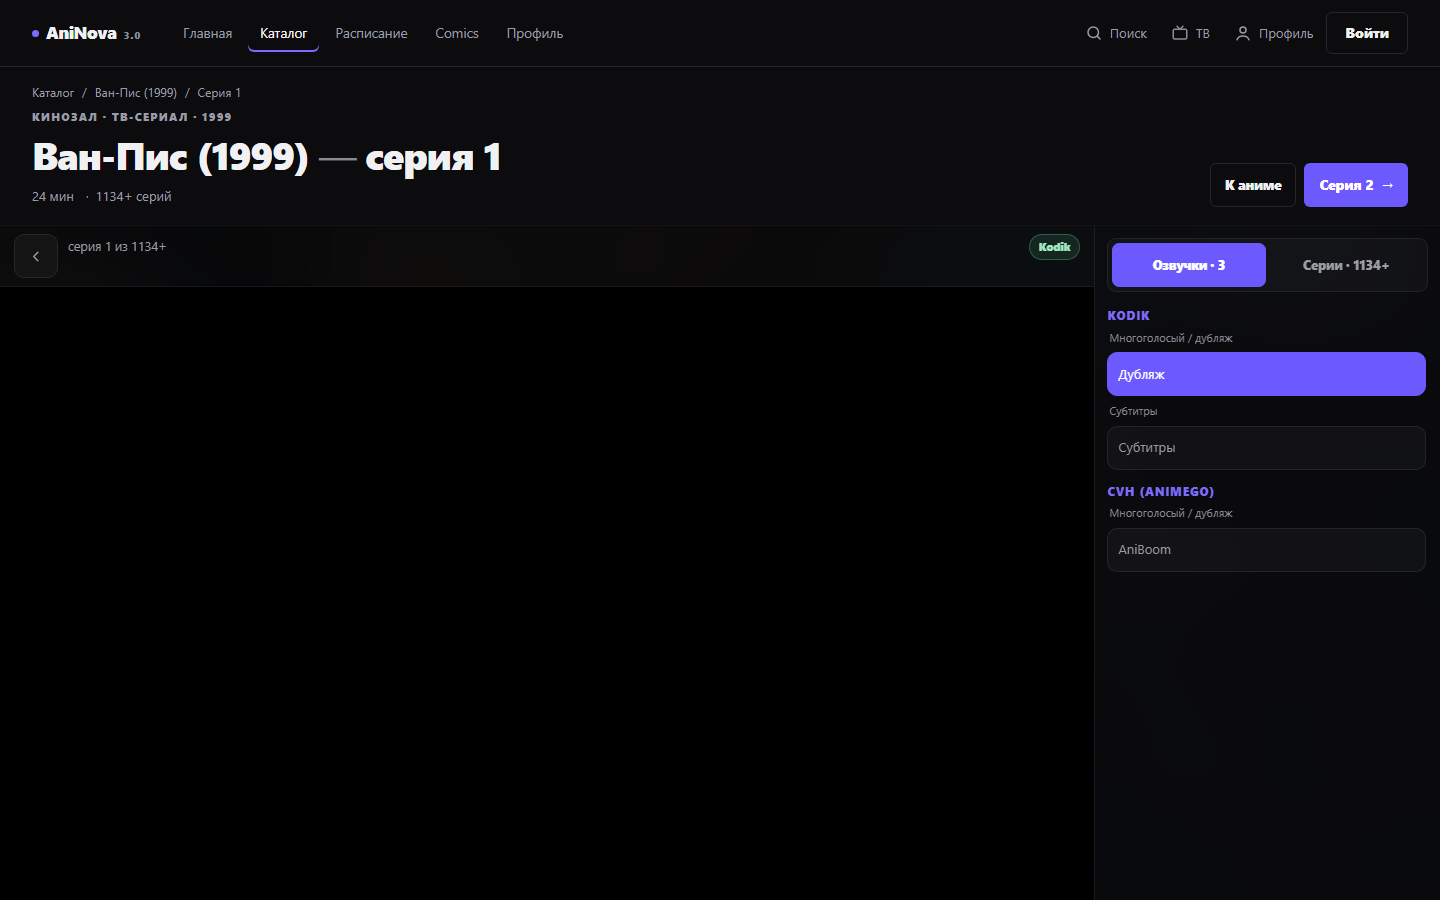 AniNova 3.0 Главная Каталог Расписание Comics Профиль Поиск ТВ Профиль Войти
Каталог / Ван-Пис (1999) / Серия 1
КИНОЗАЛ · ТВ-СЕРИАЛ · 1999
Ван-Пис (1999) — серия 1
24 мин · 1134+ серий
К аниме Серия 2 →
серия 1 из 1134+ Kodik
Озвучки · 3 Серии · 1134+
KODIK
Многоголосый / дубляж
Дубляж
Субтитры
Субтитры
CVH (ANIMEGO)
Многоголосый / дубляж
AniBoom